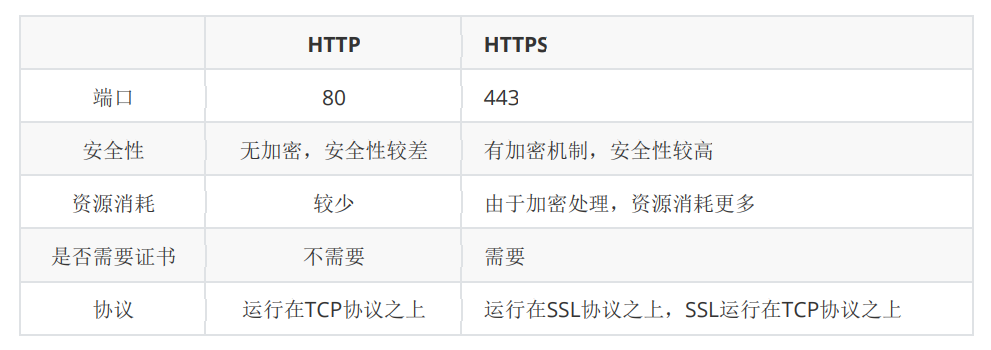 HTTP HTTPS
端口 80 443
安全性 无加密，安全性较差 有加密机制，安全性较高
资源消耗 较少 由于加密处理，资源消耗更多
是否需要证书 不需要 需要
协议 运行在TCP协议之上 运行在SSL协议之上，SSL运行在TCP协议之上